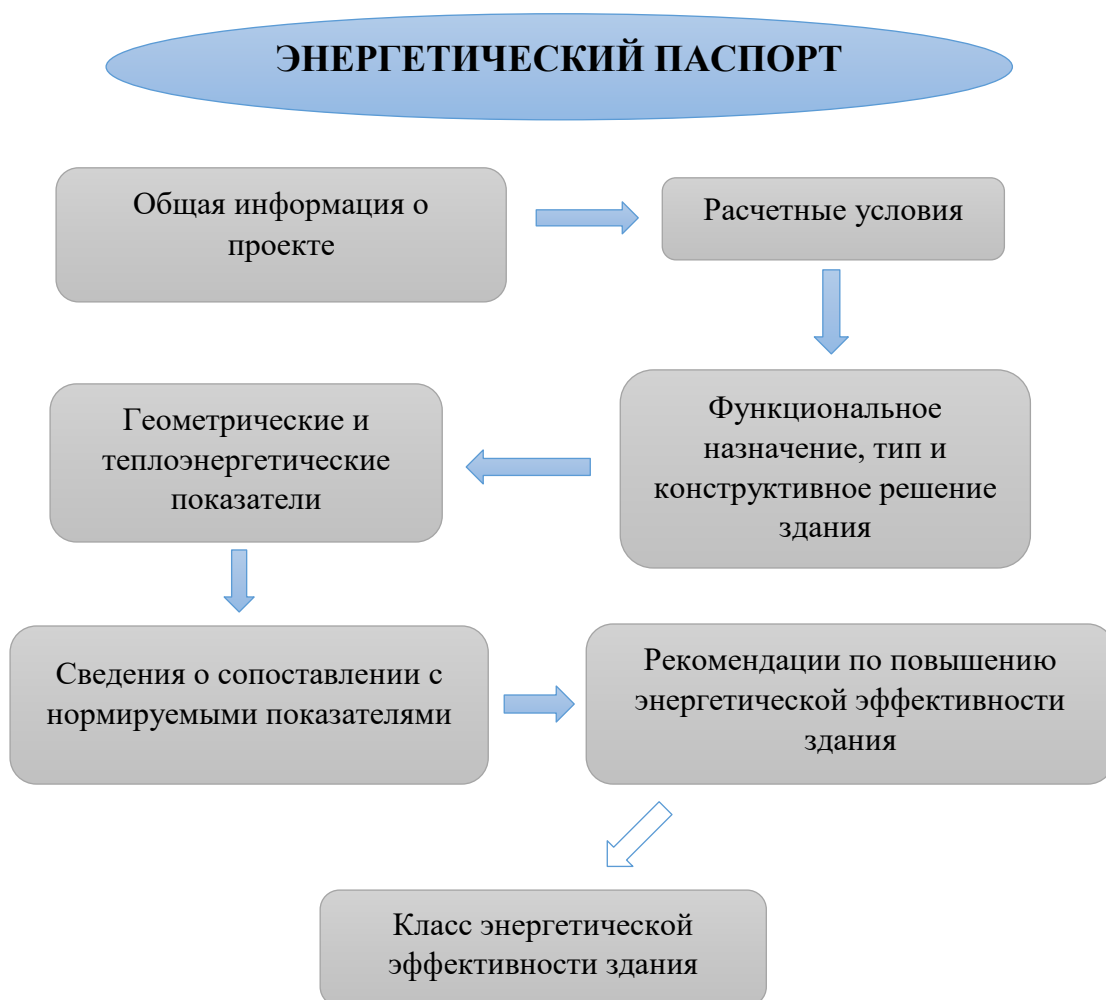 ЭНЕРГЕТИЧЕСКИЙ ПАСПОРТ
Общая информация о
проекте
Расчетные условия
Функциональное
назначение, тип и
конструктивное решение
здания
Геометрические и
теплоэнергетические
показатели
Сведения о сопоставлении с
нормируемыми показателями
Рекомендации по повышению
энергетической эффективности
здания
Класс энергетической
эффективности здания